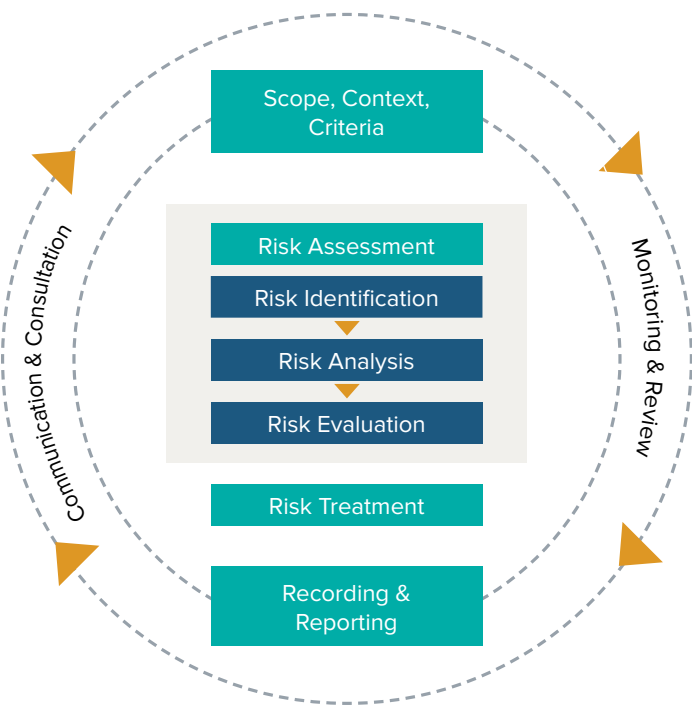 Scope, Context,
Criteria
Risk Assessment
Risk Identification
Risk Analysis
Risk Evaluation
Risk Treatment
Recording &
Reporting
Communication & Consultation
Monitoring & Review